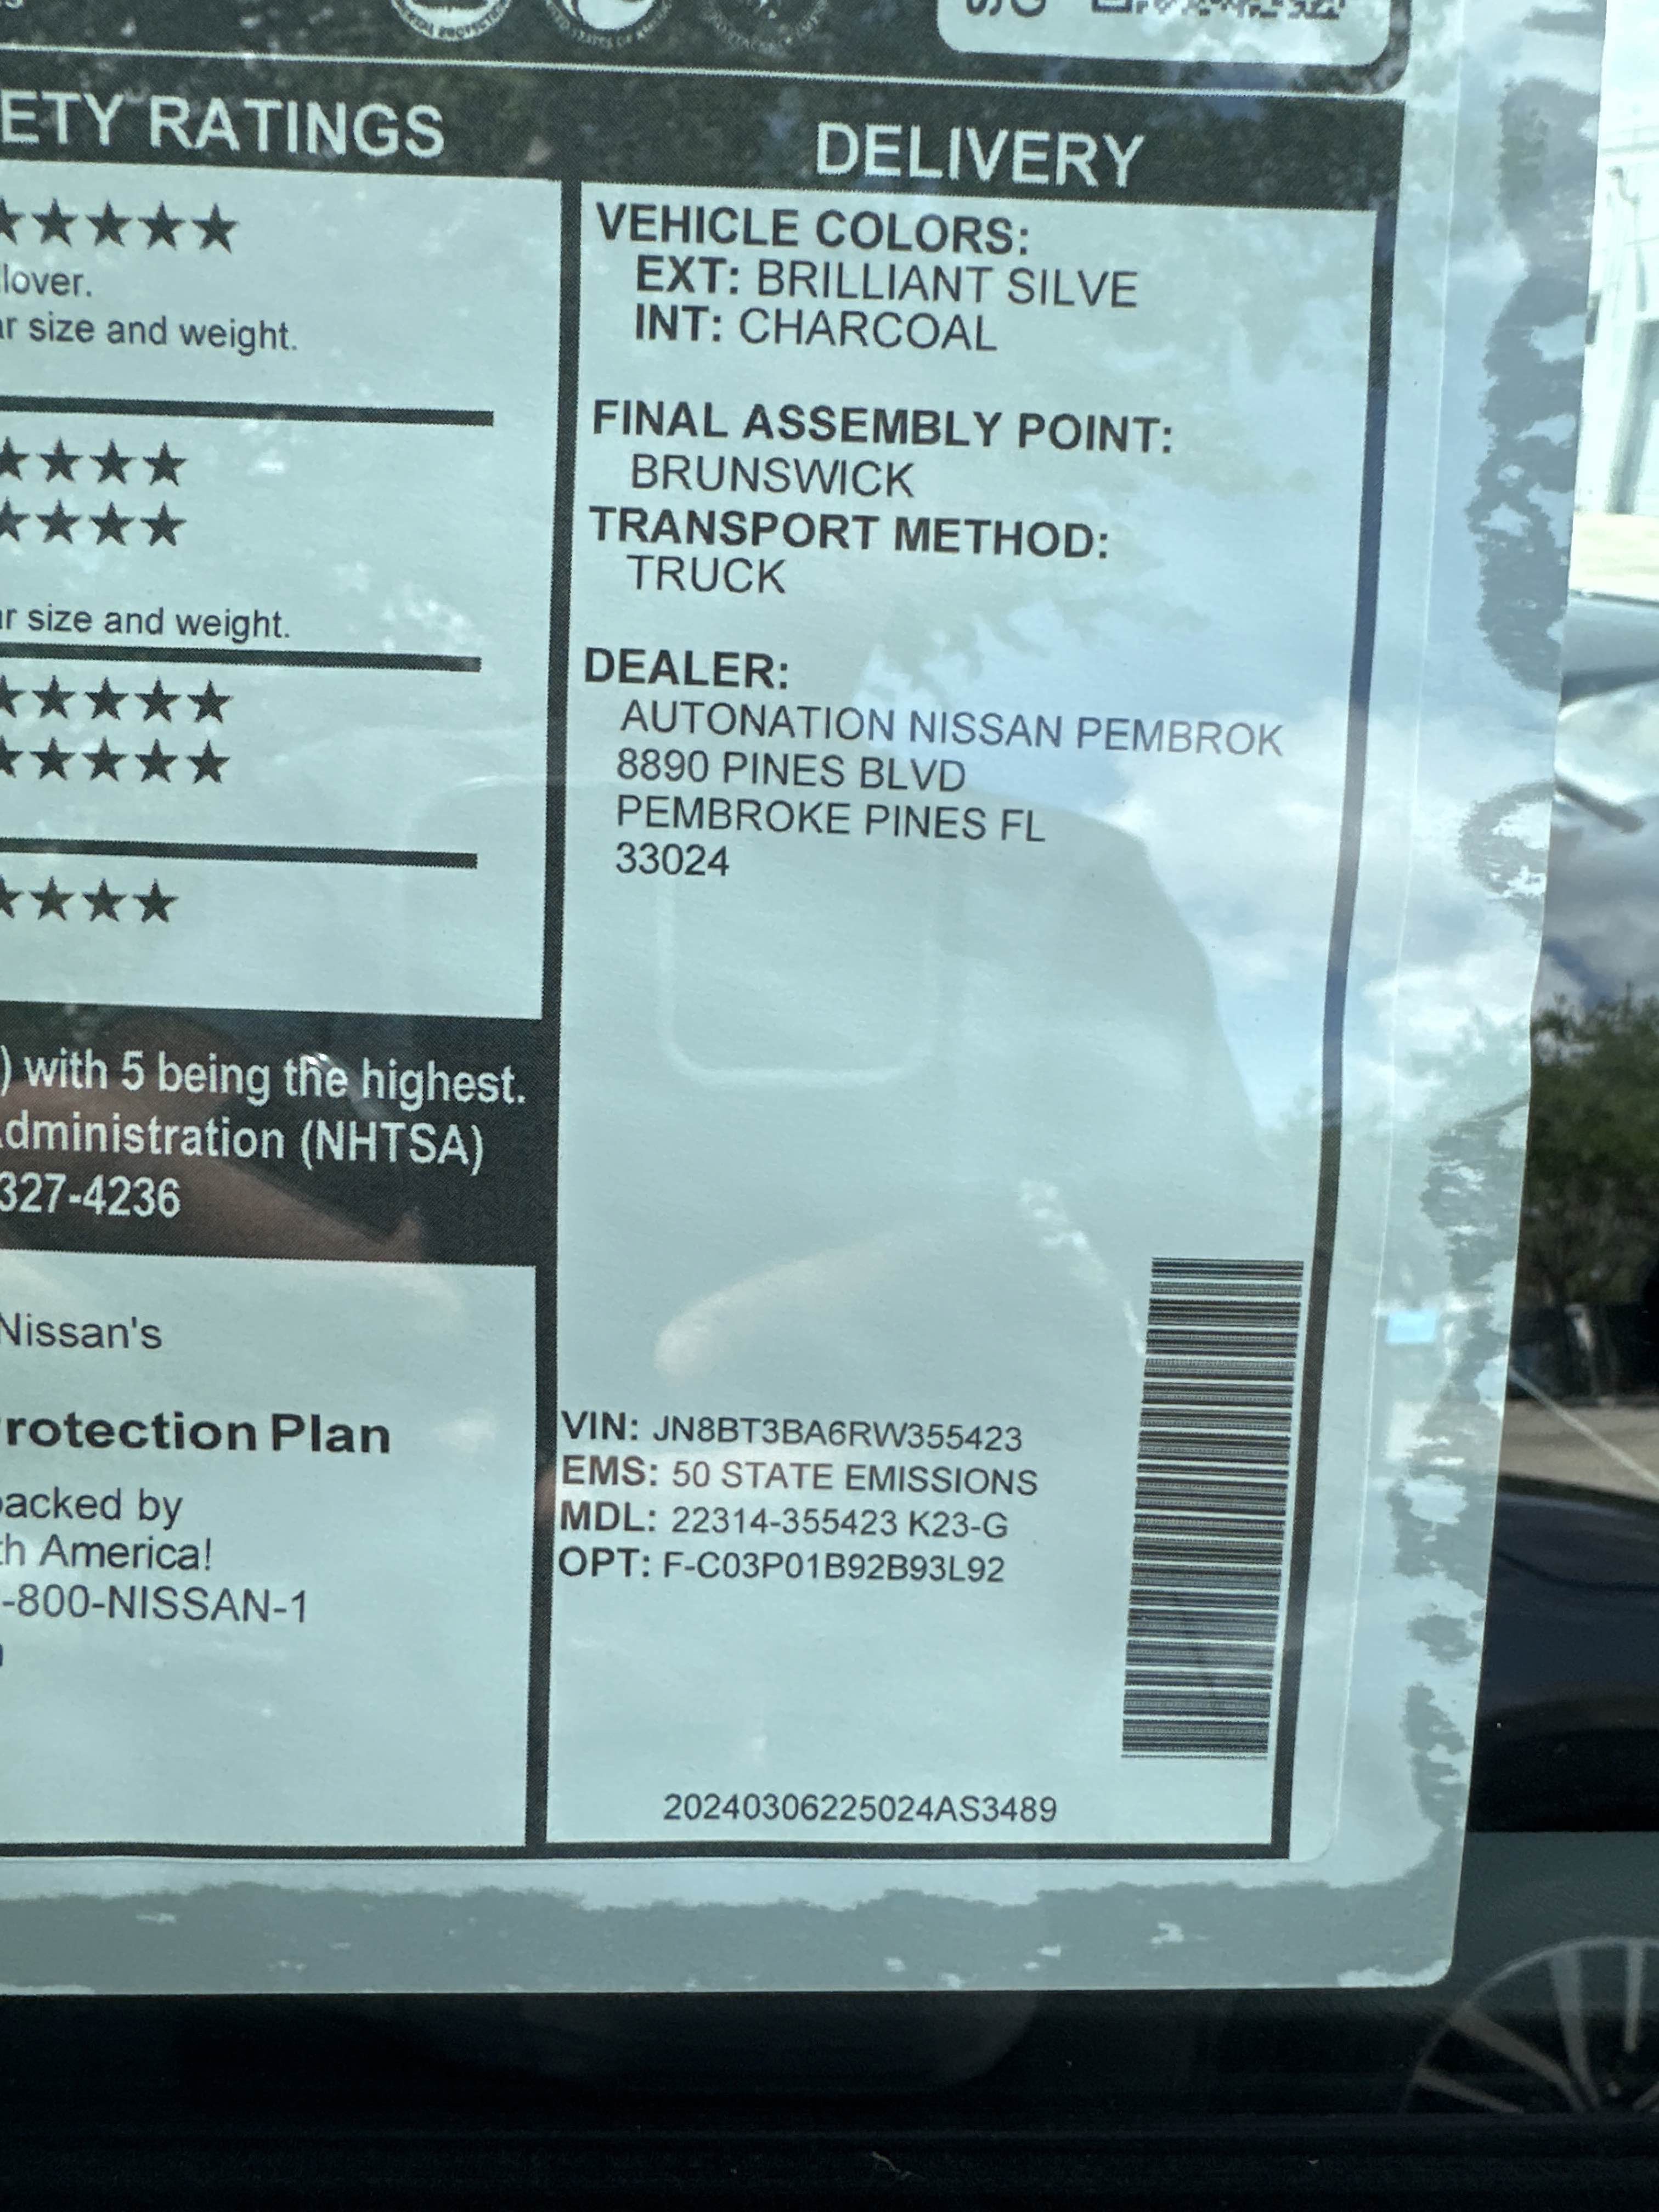 ETY RATINGS
★★★★★
lover.
size and weight.
★★★★
★★★★
size and weight.
★★★★★
★★★★★
★★★★
) with 5 being the highest.
dministration (NHTSA)
327-4236
Nissan's
rotection Plan
acked by
h America!
-800-NISSAN-1
DELIVERY
VEHICLE COLORS:
EXT: BRILLIANT SILVE
INT: CHARCOAL
FINAL ASSEMBLY POINT:
BRUNSWICK
TRANSPORT METHOD:
TRUCK
DEALER:
AUTONATION NISSAN PEMBROK
8890 PINES BLVD
PEMBROKE PINES FL
33024
VIN: JN8BT3BA6RW355423
EMS: 50 STATE EMISSIONS
MDL: 22314-355423 K23-G
OPT: F-C03P01B92B93L92
20240306225024AS3489